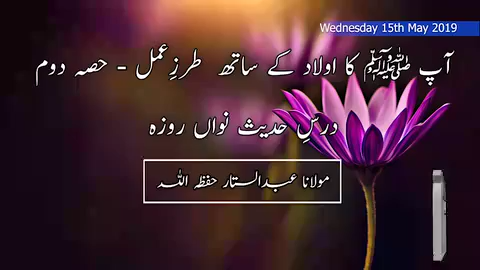 Wednesday 15th May 2019
آپ ﷺ کا اولاد کے ساتھ طرزِ عمل - حصہ دوم
درسِ حدیث نواں روزہ
مولانا عبدالستار حفظہ اللہ